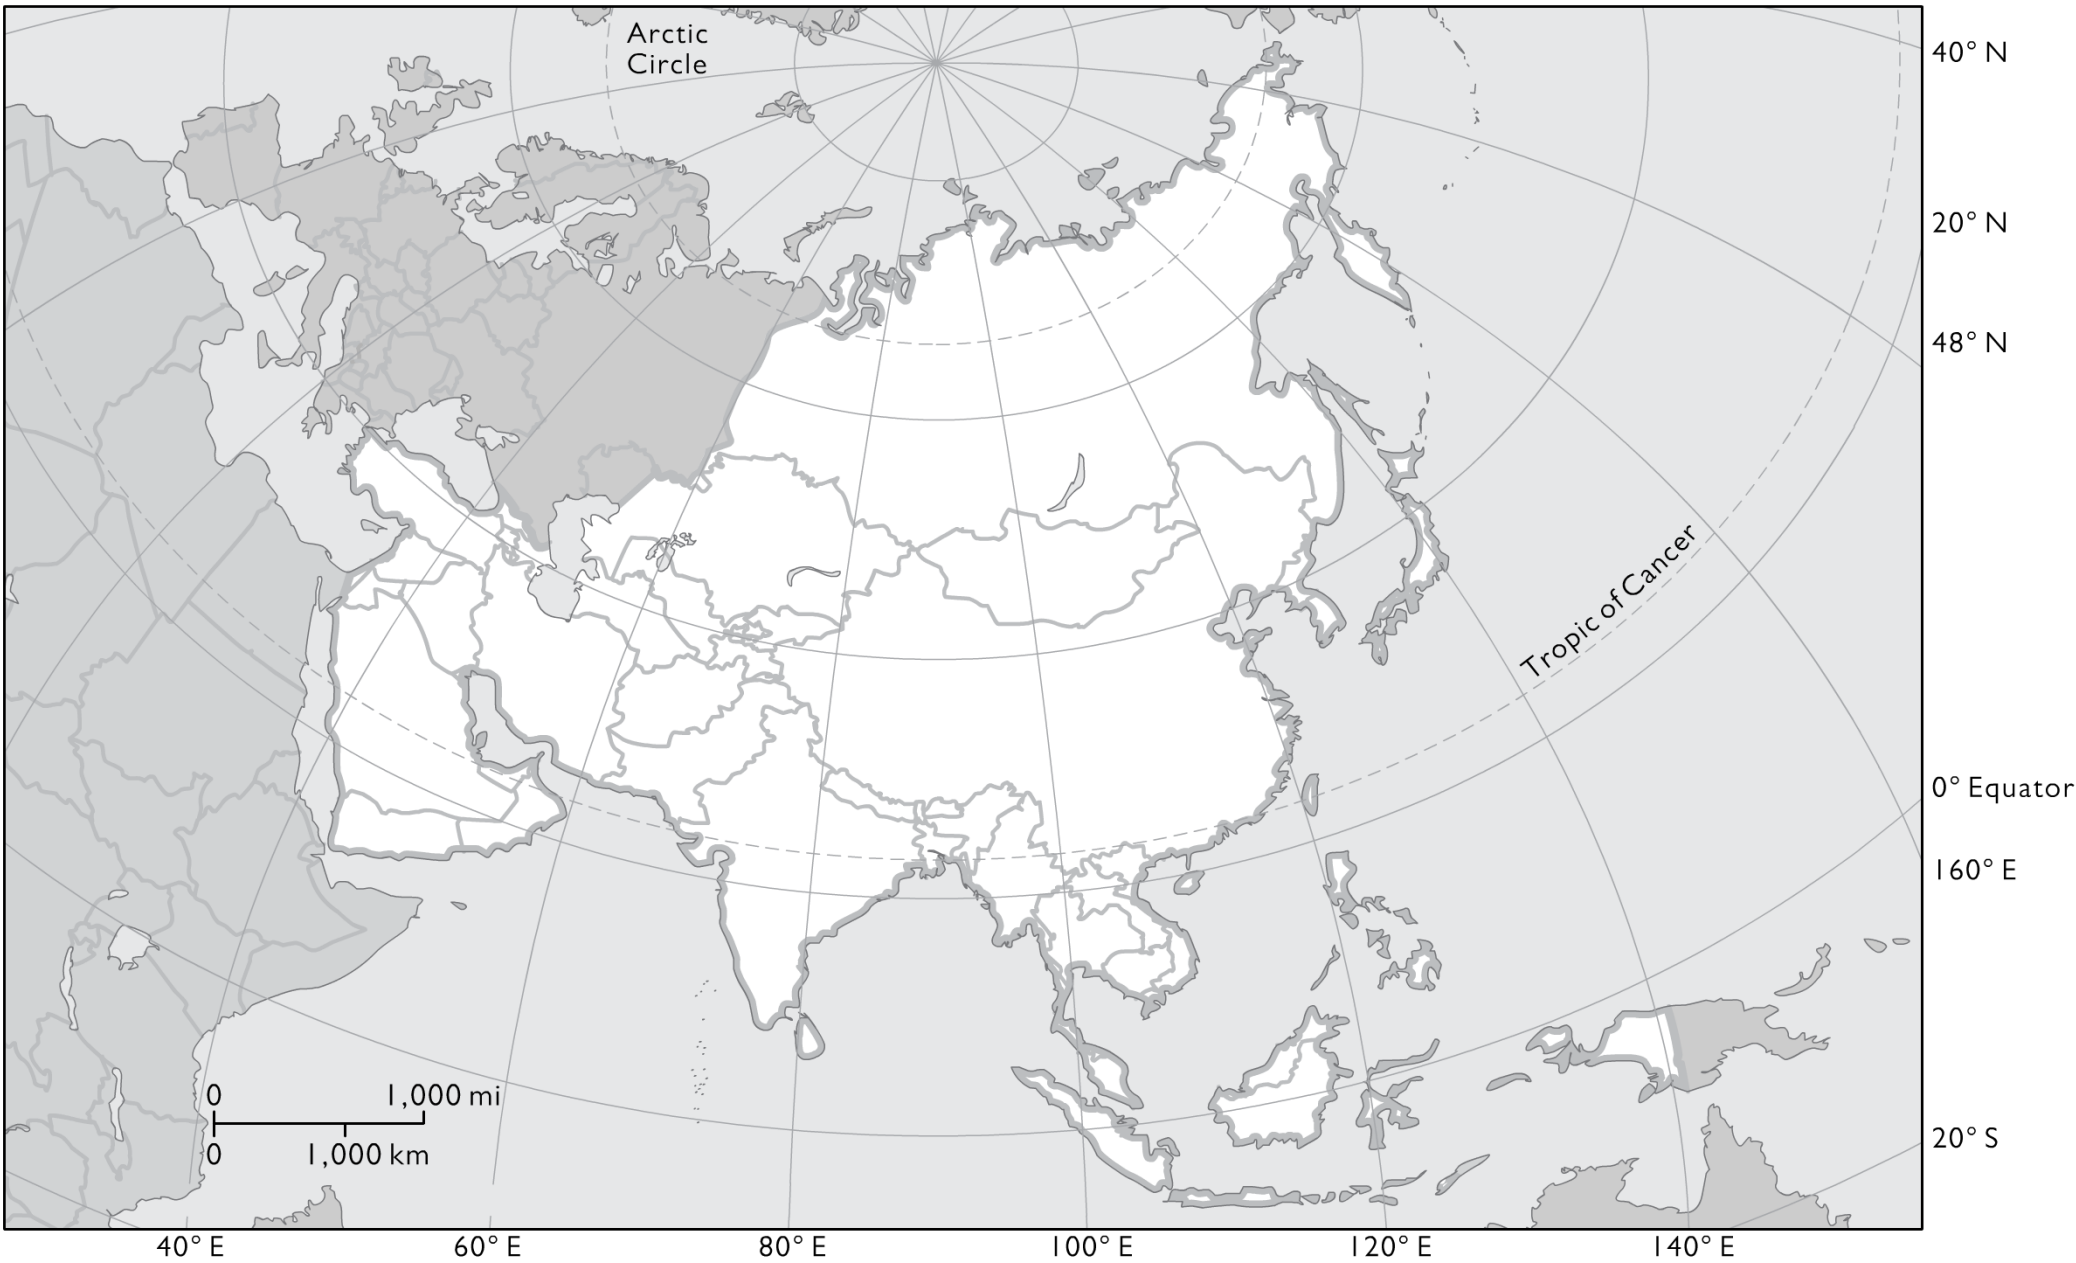 Arctic
Circle
40° N
20° N
48° N
Tropic of Cancer
0° Equator
160° E
20° S
0 1,000 mi
0 1,000 km
40° E 60° E 80° E 100° E 120° E 140° E